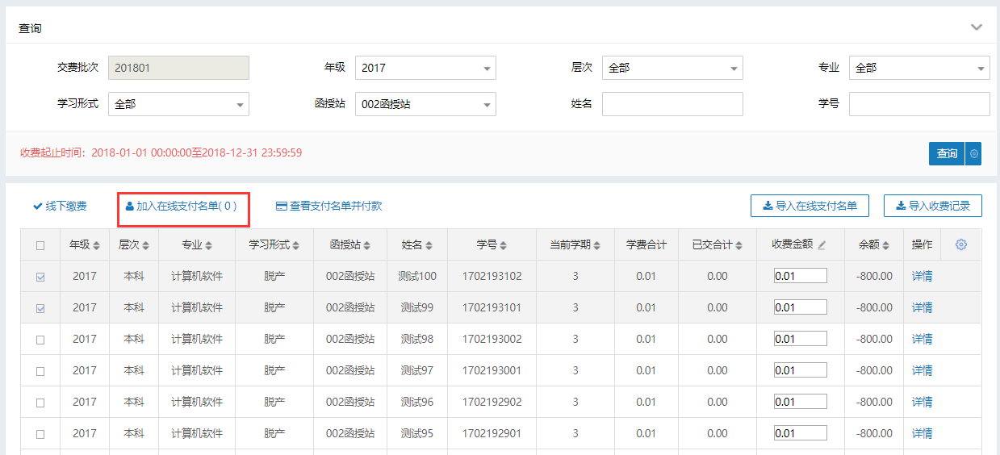 查询
交费批次 201801 年级 2017 层次 全部 专业 全部
学习形式 全部 函授站 002函授站 姓名 学号
收费起止时间：2018-01-01 00:00:00至2018-12-31 23:59:59 查询
线下缴费 加入在线支付名单( 0 ) 查看支付名单并付款 导入在线支付名单 导入收费记录
年级 层次 专业 学习形式 函授站 姓名 学号 当前学期 学费合计 已交合计 收费金额 余额 操作
2017 本科 计算机软件 脱产 002函授站 测试100 1702193102 3 0.01 0.00 0.01 -800.00 详情
2017 本科 计算机软件 脱产 002函授站 测试99 1702193101 3 0.01 0.00 0.01 -800.00 详情
2017 本科 计算机软件 脱产 002函授站 测试98 1702193002 3 0.01 0.00 0.01 -800.00 详情
2017 本科 计算机软件 脱产 002函授站 测试97 1702193001 3 0.01 0.00 0.01 -800.00 详情
2017 本科 计算机软件 脱产 002函授站 测试96 1702192902 3 0.01 0.00 0.01 -800.00 详情
2017 本科 计算机软件 脱产 002函授站 测试95 1702192901 3 0.01 0.00 0.01 -800.00 详情